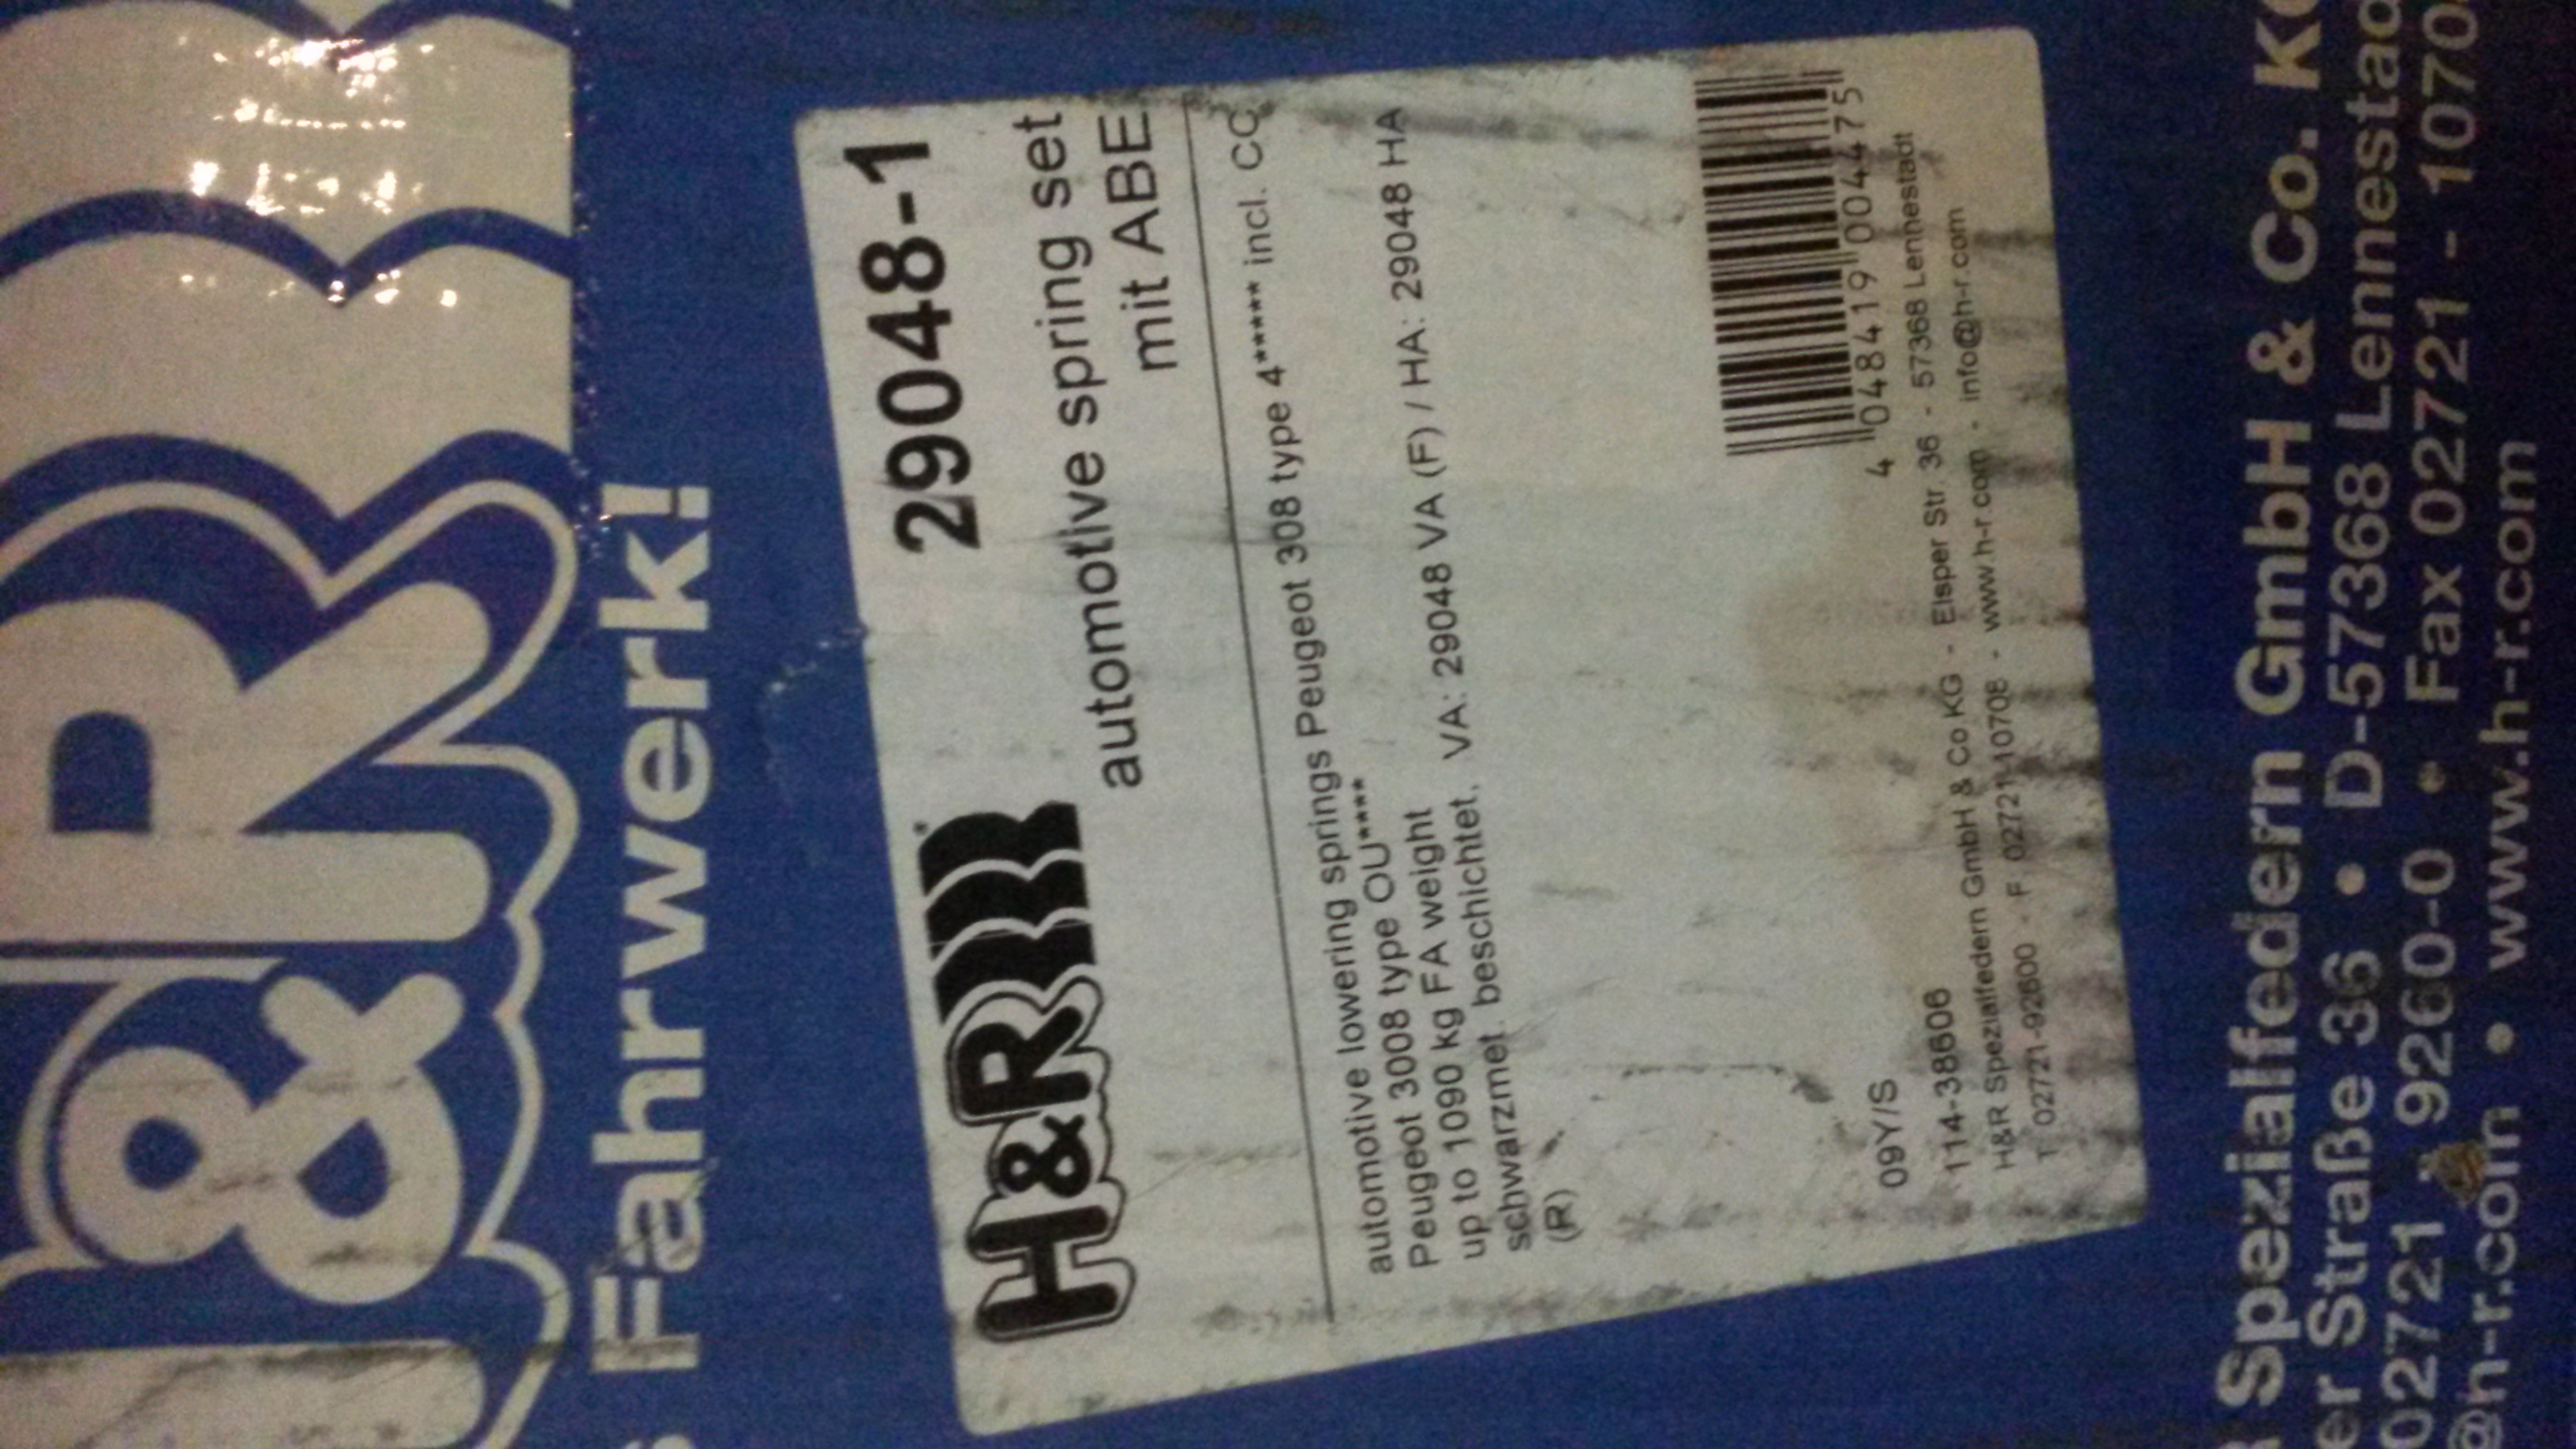 H&R
Fahrwerk!
H&R
29048-1
automotive spring set
mit ABE
automotive lowering springs Peugeot 308 type 4***** incl. CC,
Peugeot 3008 type OU****
up to 1090 kg FA weight
schwarzmet. beschichtet, VA: 29048 VA (F) / HA: 29048 HA
(R)
09Y/S
114-38606
4 048419 004475
H&R Spezialfedern GmbH & Co KG - Elsper Str. 36 - 57368 Lennestadt
T 02721-92600 - F 02721-10708 - www.h-r.com - info@h-r.com
Spezialfedern GmbH & Co.
er Straße 36 • D-57368 Lennestad
02721 - 9260-0 • Fax 02721 - 1070
@h-r.com • www.h-r.com